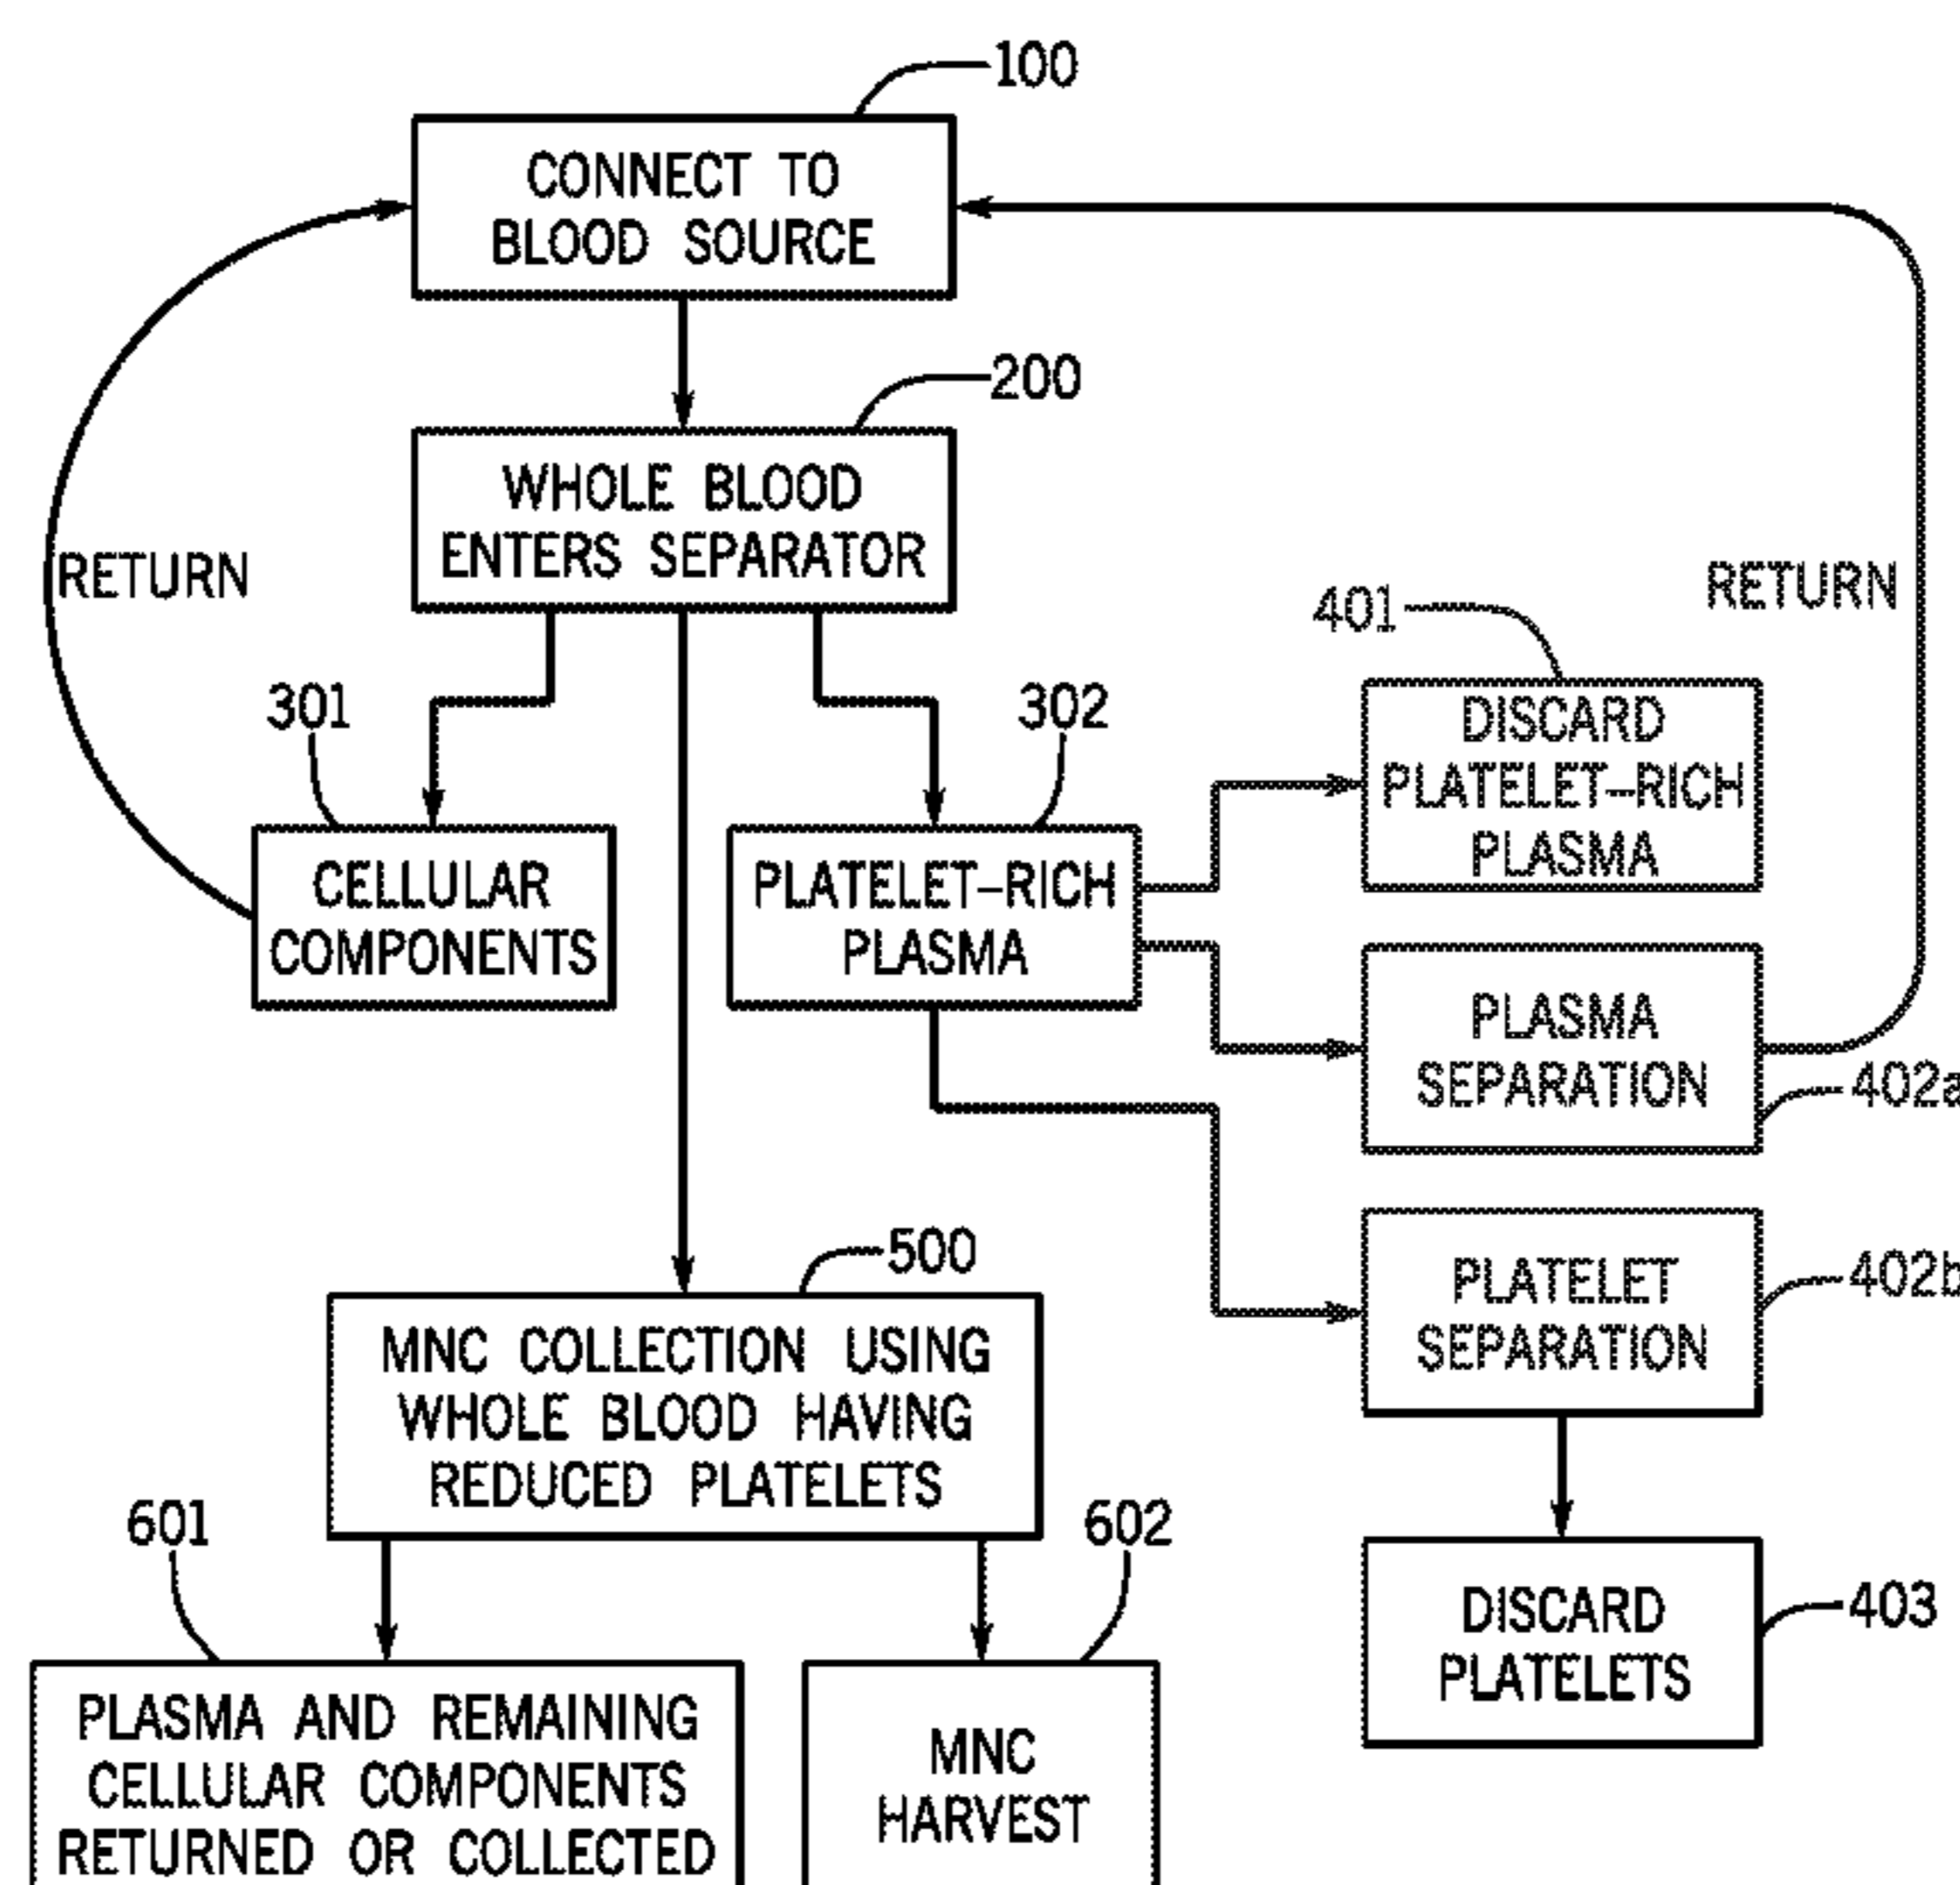 100
CONNECT TO
BLOOD SOURCE
200
WHOLE BLOOD
ENTERS SEPARATOR
RETURN
RETURN
301
CELLULAR
COMPONENTS
302
PLATELET-RICH
PLASMA
401
DISCARD
PLATELET-RICH
PLASMA
PLASMA
SEPARATION
402a
PLATELET
SEPARATION
402b
500
MNC COLLECTION USING
WHOLE BLOOD HAVING
REDUCED PLATELETS
DISCARD
PLATELETS
403
601
PLASMA AND REMAINING
CELLULAR COMPONENTS
RETURNED OR COLLECTED
602
MNC
HARVEST